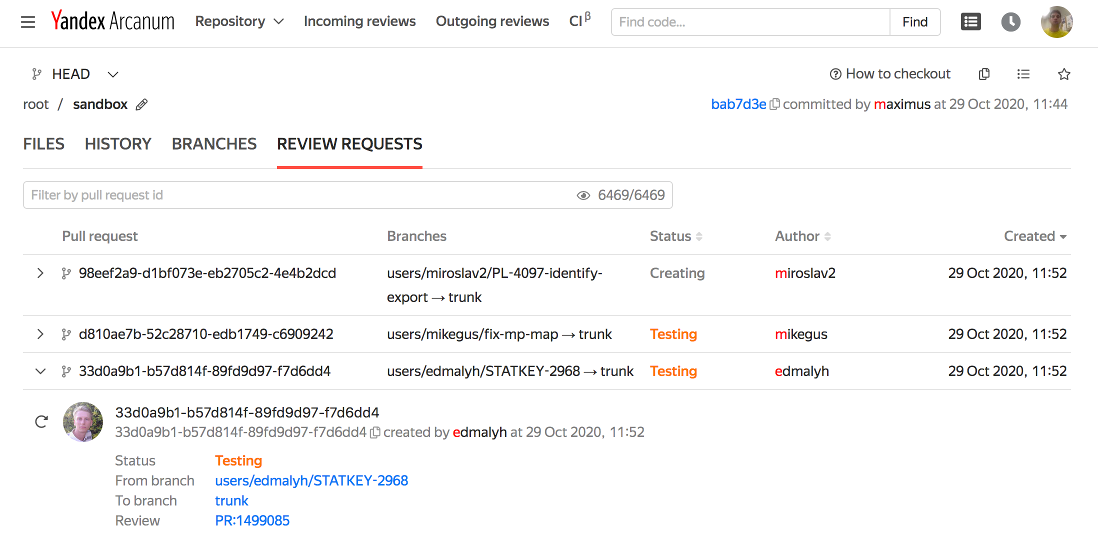 Yandex Arcanum Repository Incoming reviews Outgoing reviews CI β Find code... Find
HEAD How to checkout
root / sandbox bab7d3e committed by maximus at 29 Oct 2020, 11:44
FILES HISTORY BRANCHES REVIEW REQUESTS
Filter by pull request id 6469/6469
Pull request Branches Status Author Created
98eef2a9-d1bf073e-eb2705c2-4e4b2dcd users/miroslav2/PL-4097-identify- Creating miroslav2 29 Oct 2020, 11:52
export → trunk
d810ae7b-52c28710-edb1749-c6909242 users/mikegus/fix-mp-map → trunk Testing mikegus 29 Oct 2020, 11:52
33d0a9b1-b57d814f-89fd9d97-f7d6dd4 users/edmalyh/STATKEY-2968 → trunk Testing edmalyh 29 Oct 2020, 11:52
33d0a9b1-b57d814f-89fd9d97-f7d6dd4
33d0a9b1-b57d814f-89fd9d97-f7d6dd4 created by edmalyh at 29 Oct 2020, 11:52
Status Testing
From branch users/edmalyh/STATKEY-2968
To branch trunk
Review PR:1499085